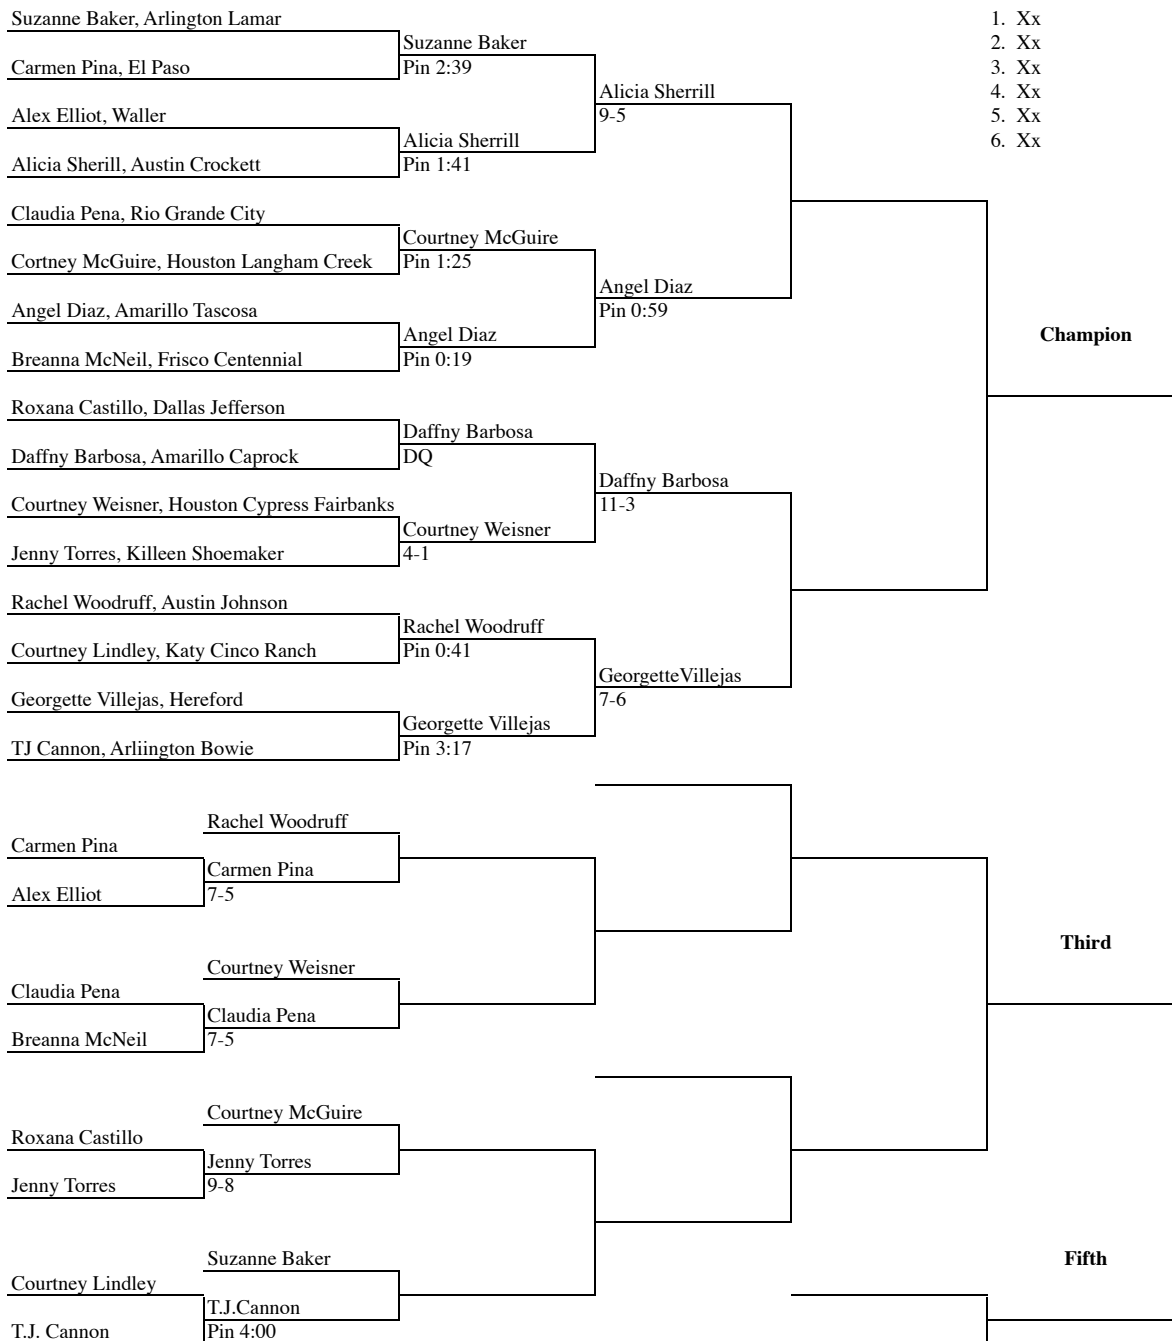 Suzanne Baker, Arlington Lamar
1. Xx
Suzanne Baker
2. Xx
Carmen Pina, El Paso
Pin 2:39
3. Xx
Alicia Sherrill
4. Xx
Alex Elliot, Waller
9-5
5. Xx
Alicia Sherrill
6. Xx
Alicia Sherill, Austin Crockett
Pin 1:41
Claudia Pena, Rio Grande City
Courtney McGuire
Cortney McGuire, Houston Langham Creek
Pin 1:25
Angel Diaz
Angel Diaz, Amarillo Tascosa
Pin 0:59
Angel Diaz
Champion
Breanna McNeil, Frisco Centennial
Pin 0:19
Roxana Castillo, Dallas Jefferson
Daffny Barbosa
Daffny Barbosa, Amarillo Caprock
DQ
Daffny Barbosa
Courtney Weisner, Houston Cypress Fairbanks
11-3
Courtney Weisner
Jenny Torres, Killeen Shoemaker
4-1
Rachel Woodruff, Austin Johnson
Rachel Woodruff
Courtney Lindley, Katy Cinco Ranch
Pin 0:41
GeorgetteVillejas
Georgette Villejas, Hereford
7-6
Georgette Villejas
TJ Cannon, Arliington Bowie
Pin 3:17
Rachel Woodruff
Carmen Pina
Carmen Pina
Alex Elliot
7-5
Third
Courtney Weisner
Claudia Pena
Claudia Pena
Breanna McNeil
7-5
Courtney McGuire
Roxana Castillo
Jenny Torres
Jenny Torres
9-8
Suzanne Baker
Fifth
Courtney Lindley
T.J.Cannon
T.J. Cannon
Pin 4:00